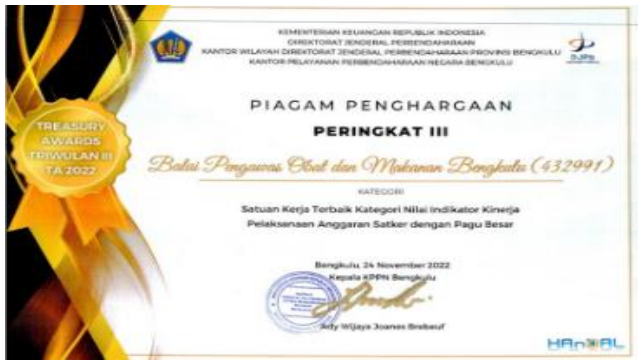 KEMENTERIAN KEUANGAN REPUBLIK INDONESIA
DIREKTORAT JENDERAL PERBENDAHARAAN
KANTOR WILAYAH DIREKTORAT JENDERAL PERBENDAHARAAN PROVINSI BENGKULU
KANTOR PELAYANAN PERBENDAHARAAN NEGARA BENGKULU
DJPb
PIAGAM PENGHARGAAN
PERINGKAT III
TREASURY
AWARDS
TRIWULAN III
TA 2022
Balai Pengawas Obat dan Makanan Bengkulu (432991)
KATEGORI
Satuan Kerja Terbaik Kategori Nilai Indikator Kinerja
Pelaksanaan Anggaran Satker dengan Pagu Besar
Bengkulu, 24 November 2022
Kepala KPPN Bengkulu
Ady Wijaya Joanes Brebeuf
HAnDAL